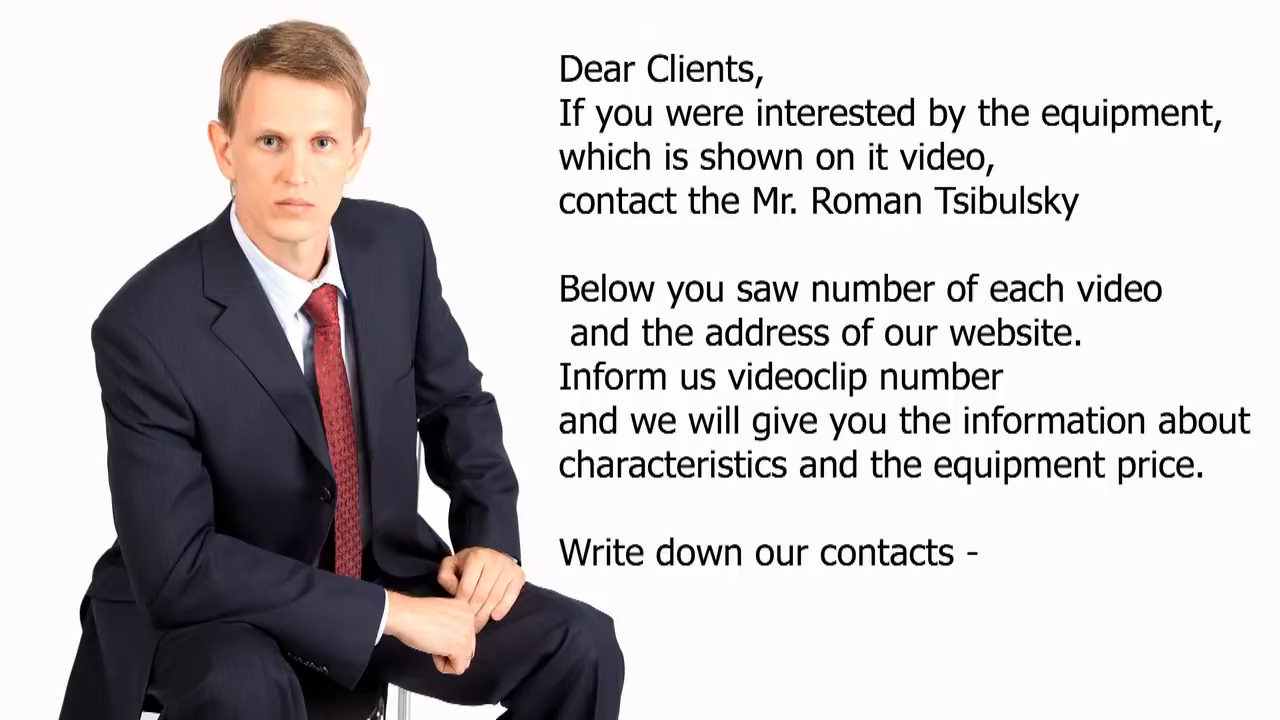 Dear Clients,
If you were interested by the equipment,
which is shown on it video,
contact the Mr. Roman Tsibulsky
Below you saw number of each video
and the address of our website.
Inform us videoclip number
and we will give you the information about
characteristics and the equipment price.
Write down our contacts -